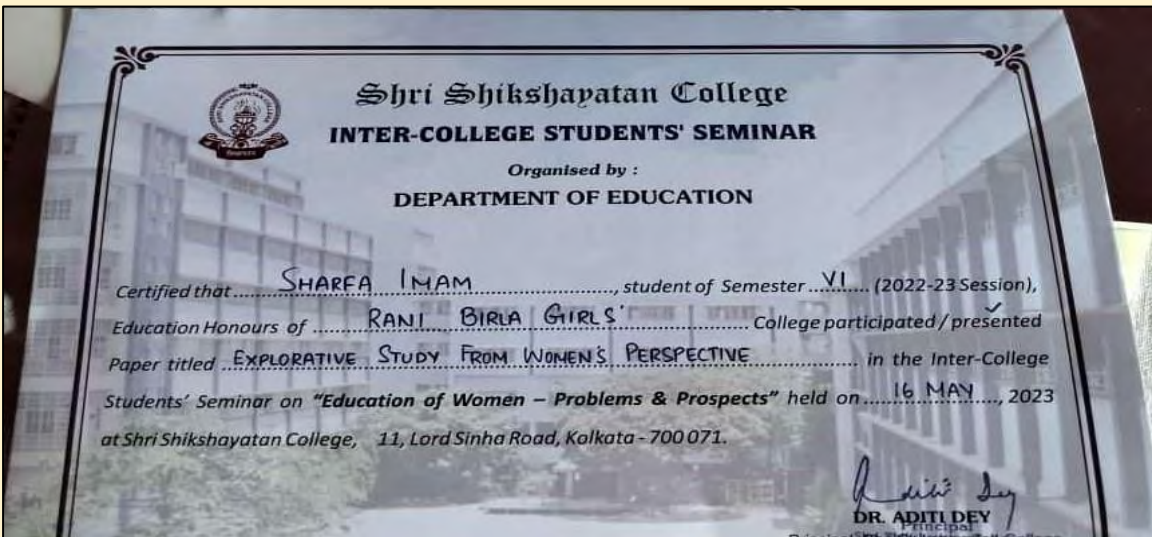 Shri Shikshayatan College
INTER-COLLEGE STUDENTS' SEMINAR
Organised by :
DEPARTMENT OF EDUCATION
Certified that SHARFA IMAM, student of Semester VI (2022-23 Session),
Education Honours of RANI BIRLA GIRLS' College participated / presented
Paper titled EXPLORATIVE STUDY FROM WOMEN'S PERSPECTIVE in the Inter-College
Students' Seminar on "Education of Women – Problems & Prospects" held on 16 MAY, 2023
at Shri Shikshayatan College, 11, Lord Sinha Road, Kolkata - 700 071.
Aditi Dey
DR. ADITI DEY
Principal